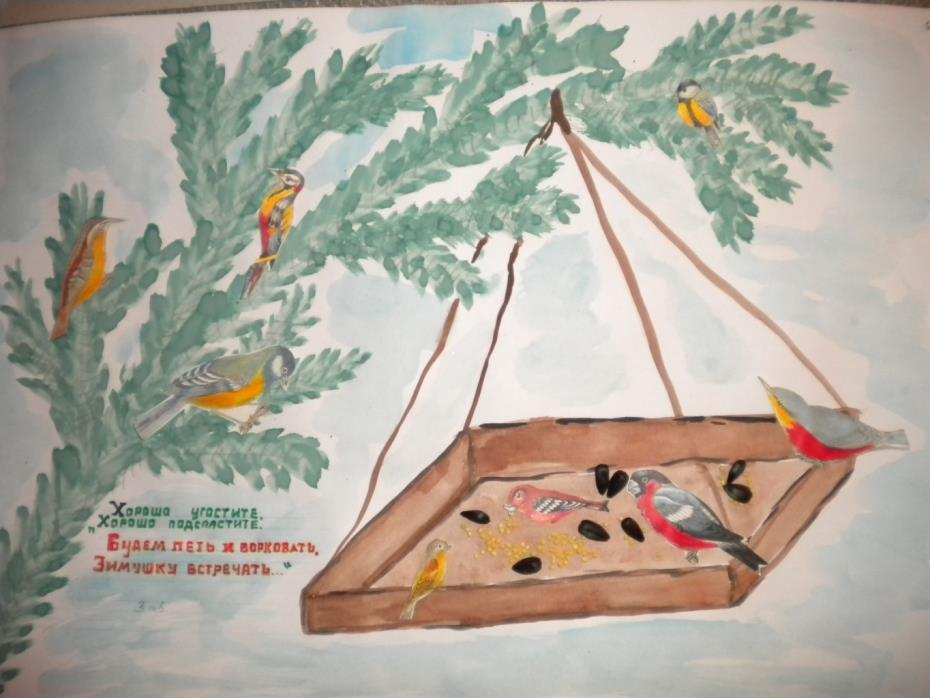 Хорошо угостите,
„Хорошо подсластите.
Будем петь и ворковать,
Зимушку встречать..."